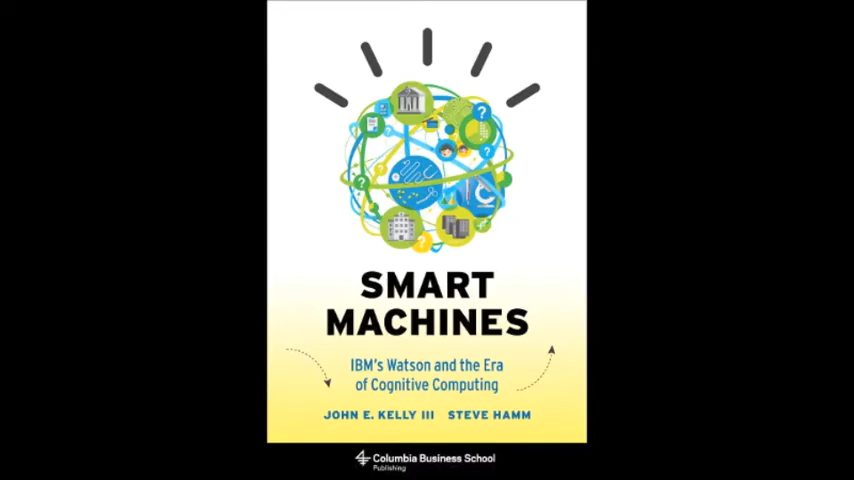 SMART
MACHINES
IBM's Watson and the Era
of Cognitive Computing
JOHN E. KELLY III STEVE HAMM
Columbia Business School
Publishing